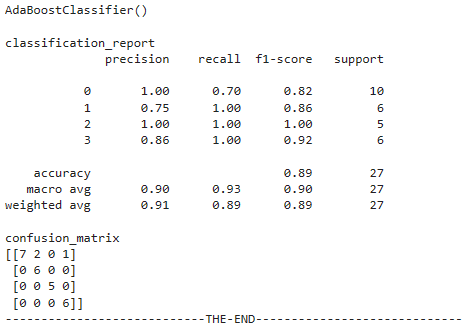 AdaBoostClassifier()
classification_report
precision recall f1-score support
0 1.00 0.70 0.82 10
1 0.75 1.00 0.86 6
2 1.00 1.00 1.00 5
3 0.86 1.00 0.92 6
accuracy 0.89 27
macro avg 0.90 0.93 0.90 27
weighted avg 0.91 0.89 0.89 27
confusion_matrix
[[7 2 0 1]
[0 6 0 0]
[0 0 5 0]
[0 0 0 6]]
------------------------THE-END-------------------------